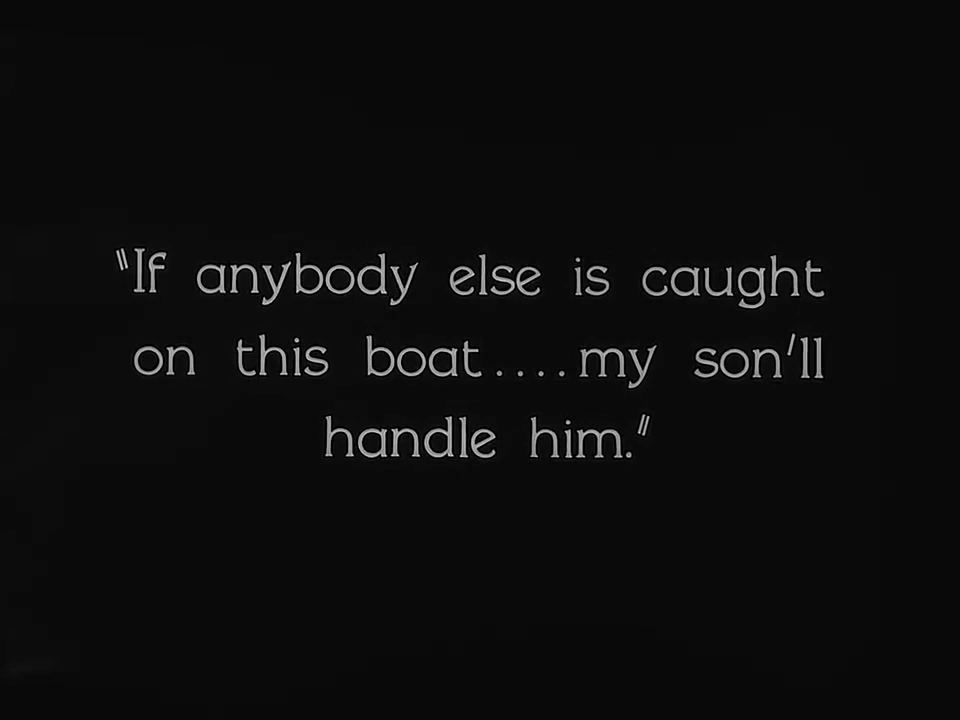 "If anybody else is caught
on this boat....my son'll
handle him."